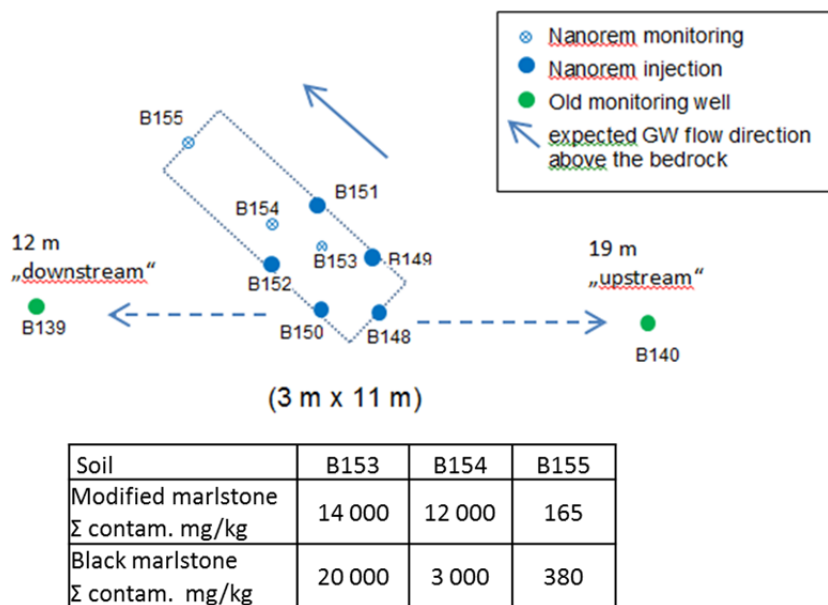 Nanorem monitoring
Nanorem injection
Old monitoring well
expected GW flow direction
above the bedrock
B155
B151
B154
12 m
„downstream“
B153
B149
19 m
„upstream“
B152
B139
B150
B148
B140
(3 m x 11 m)
Soil B153 B154 B155
Modified marlstone
Σ contam. mg/kg 14 000 12 000 165
Black marlstone
Σ contam. mg/kg 20 000 3 000 380